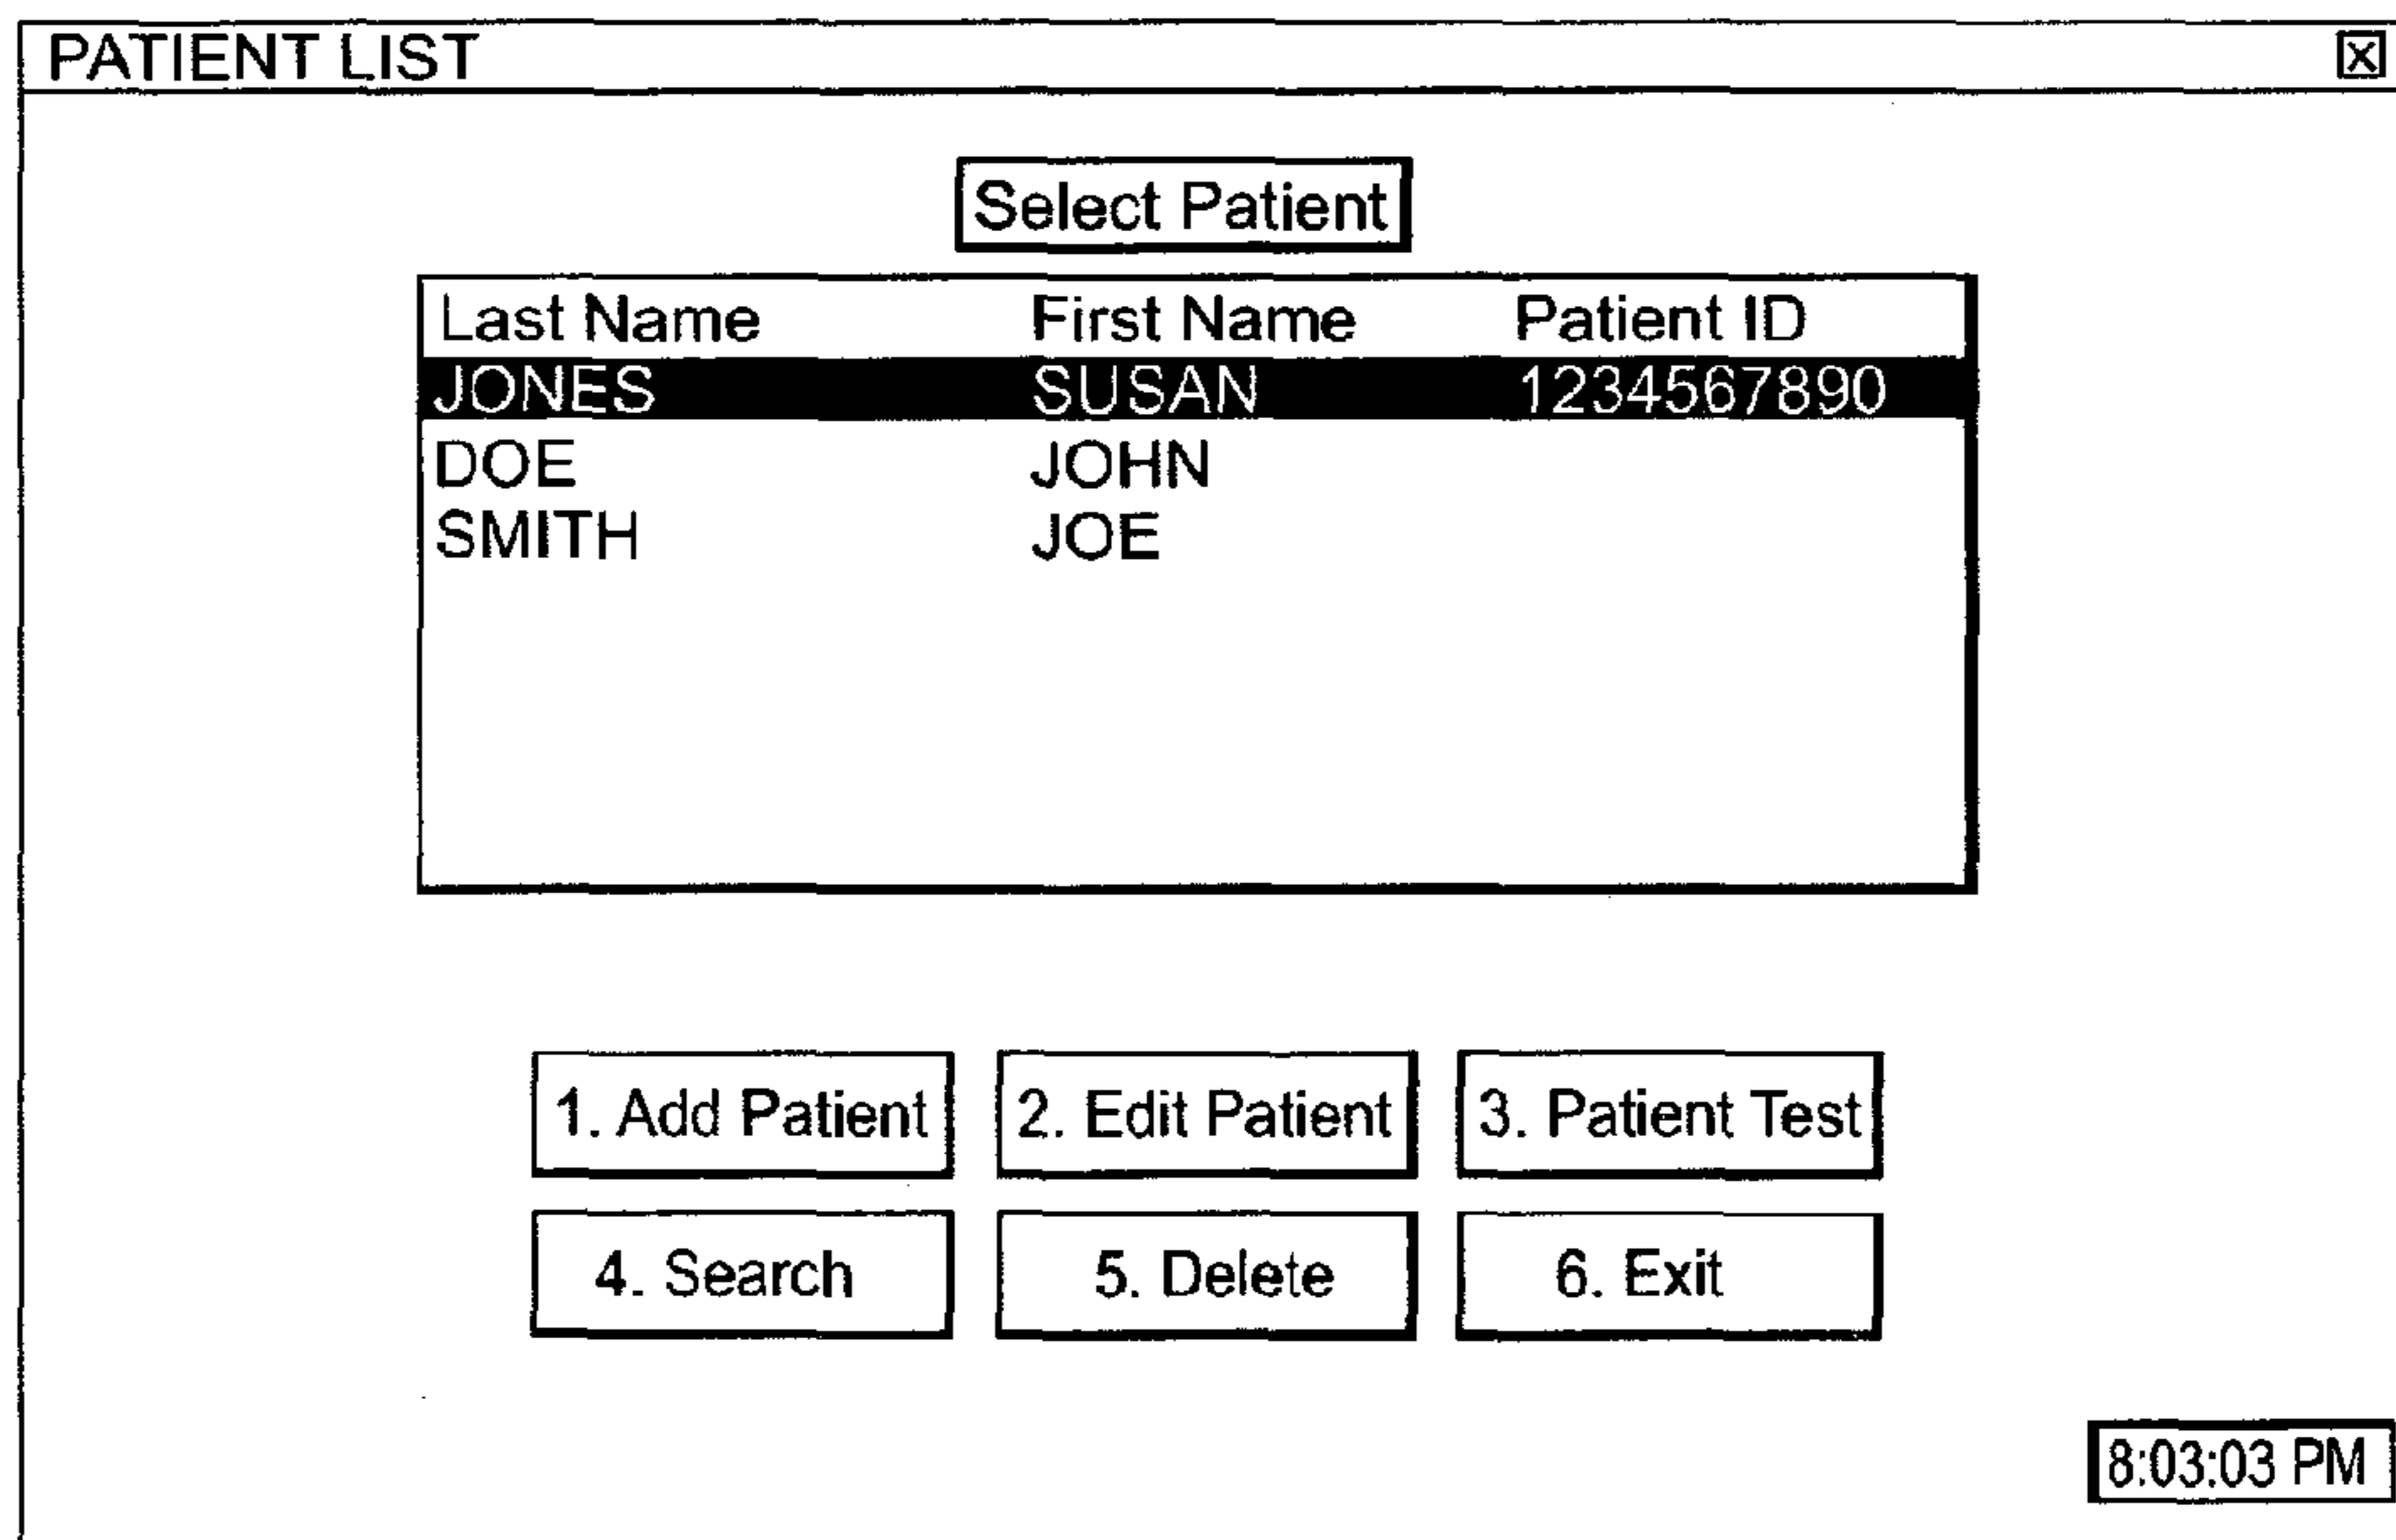 PATIENT LIST
Select Patient
Last Name First Name Patient ID
JONES SUSAN 1234567890
DOE JOHN
SMITH JOE
1. Add Patient 2. Edit Patient 3. Patient Test
4. Search 5. Delete 6. Exit
8:03:03 PM